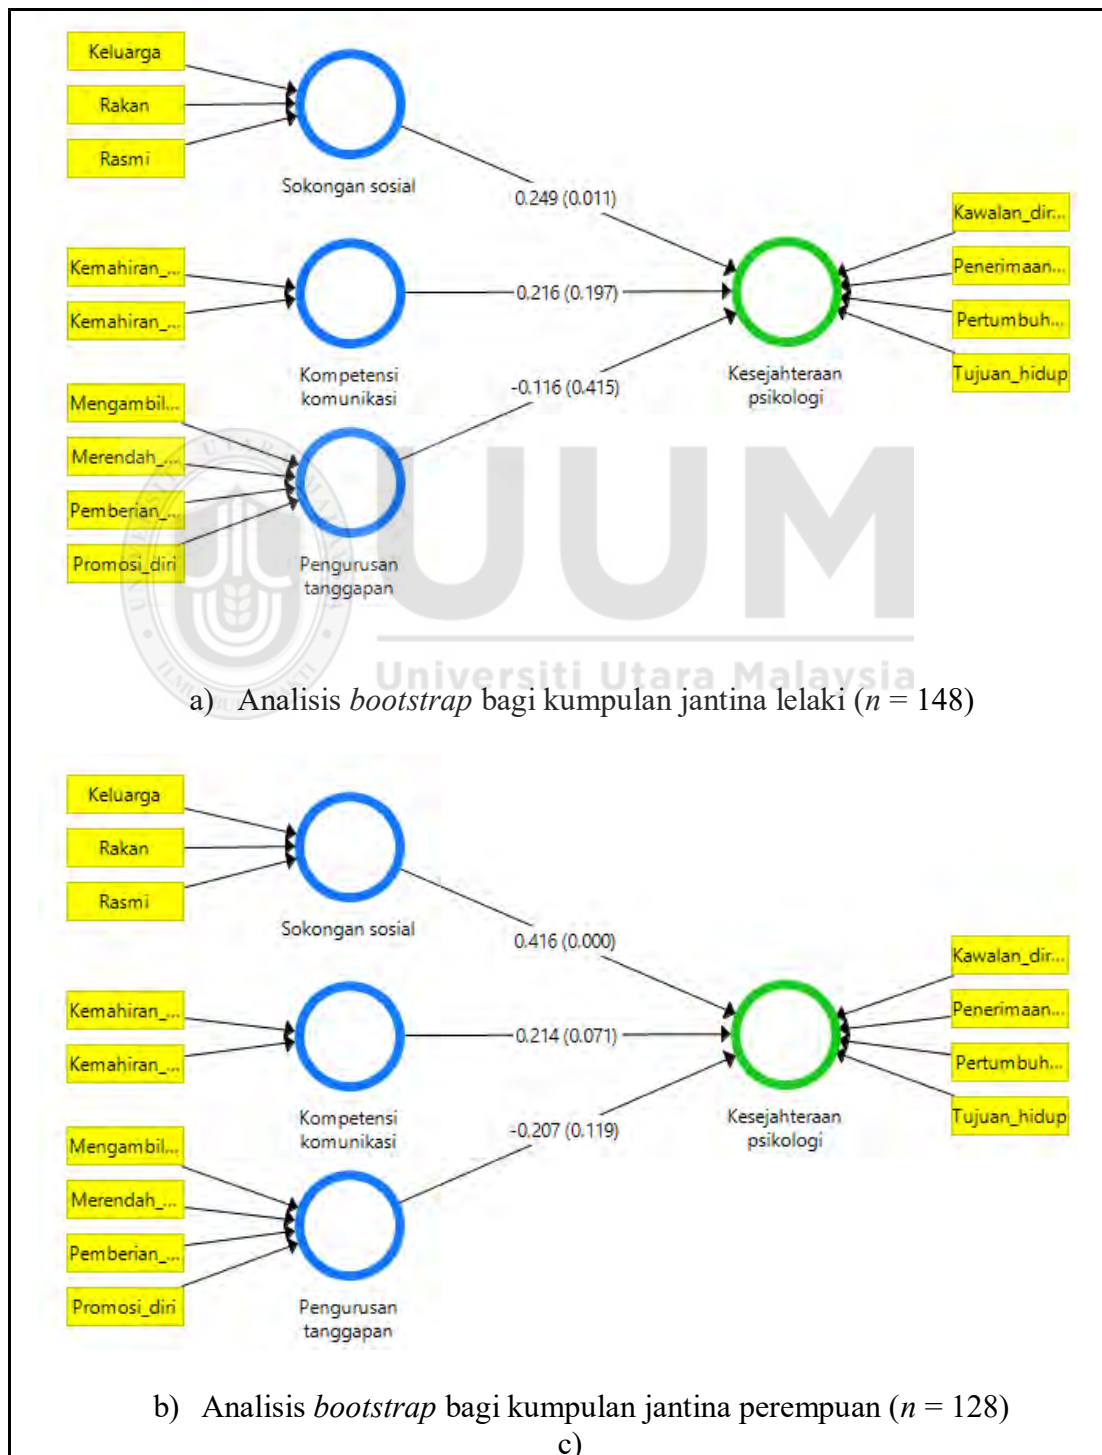 Keluarga
Rakan
Rasmi
Sokongan sosial
0.249 (0.011)
Kemahiran_...
Kemahiran_...
Kompetensi
komunikasi
0.216 (0.197)
Mengambil...
Merendah_...
Pemberian_...
Promosi_diri
Pengurusan
tanggapan
-0.116 (0.415)
Kawalan_dir...
Penerimaan...
Pertumbuh...
Tujuan_hidup
Kesejahteraan
psikologi
UUM
Universiti Utara Malaysia
a) Analisis bootstrap bagi kumpulan jantina lelaki (n = 148)
Keluarga
Rakan
Rasmi
Sokongan sosial
0.416 (0.000)
Kemahiran_...
Kemahiran_...
Kompetensi
komunikasi
0.214 (0.071)
Mengambil...
Merendah_...
Pemberian_...
Promosi_diri
Pengurusan
tanggapan
-0.207 (0.119)
Kawalan_dir...
Penerimaan...
Pertumbuh...
Tujuan_hidup
Kesejahteraan
psikologi
b) Analisis bootstrap bagi kumpulan jantina perempuan (n = 128)
c)